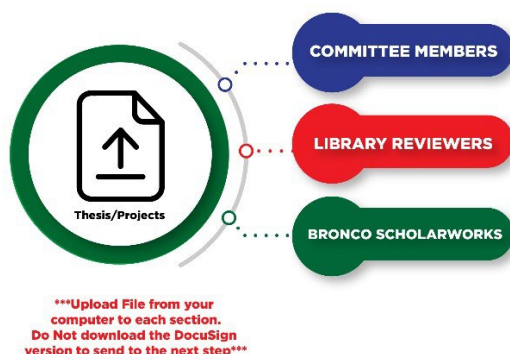 COMMITTEE MEMBERS
LIBRARY REVIEWERS
Thesis/Projects
BRONCO SCHOLARWORKS
***Upload File from your
computer to each section.
Do Not download the DocuSign
version to send to the next step***